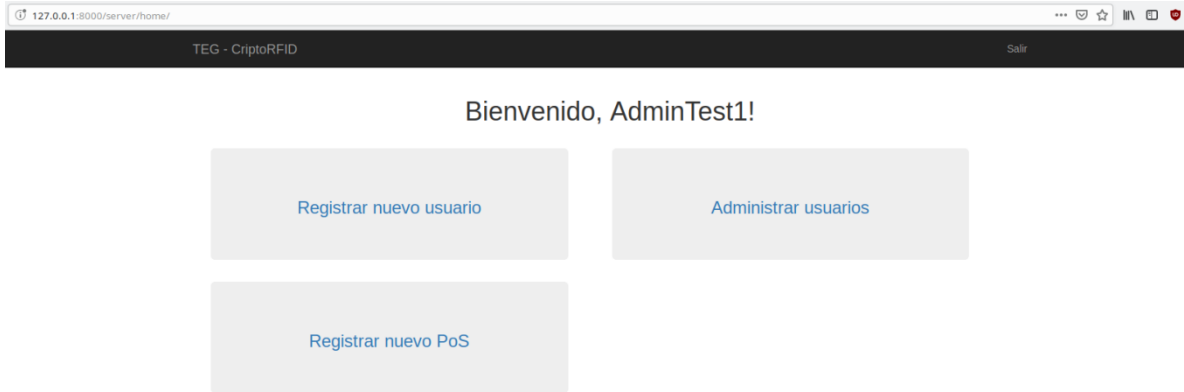 127.0.0.1:8000/server/home/
TEG - CriptoRFID Salir
Bienvenido, AdminTest1!
Registrar nuevo usuario Administrar usuarios
Registrar nuevo PoS